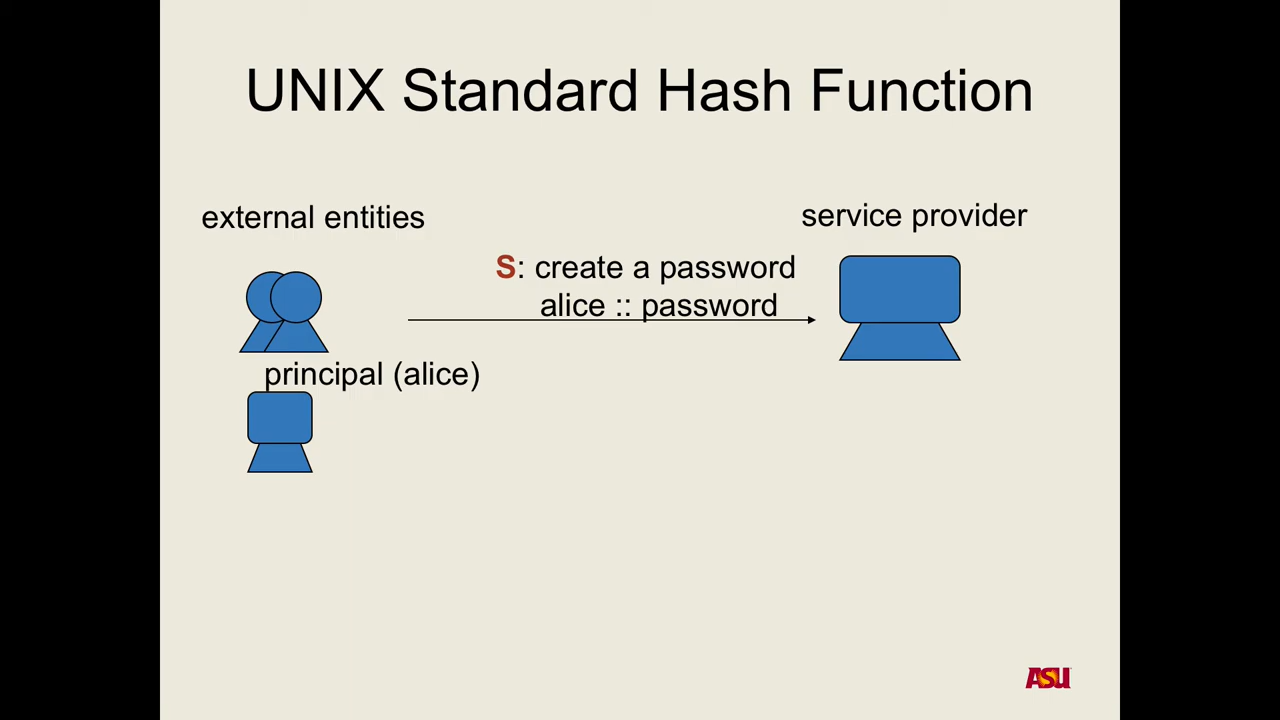 UNIX Standard Hash Function
external entities
service provider
S: create a password
alice :: password
principal (alice)
ASU